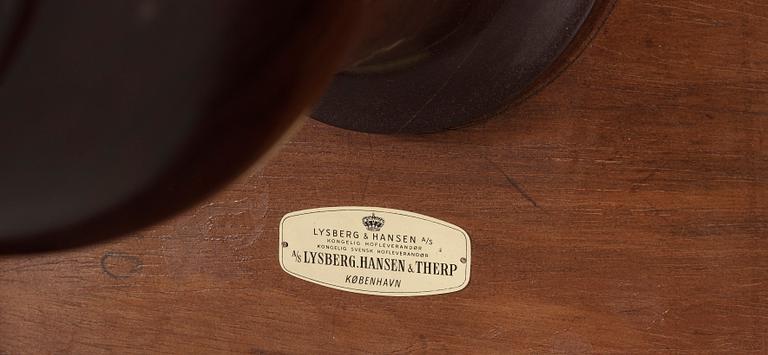 LYSBERG & HANSEN A/S
KONGELIG HOFLEVERANDØR
KONGELIG SVENSK HOFLEVERANDØR
A/S LYSBERG, HANSEN & THERP
KØBENHAVN